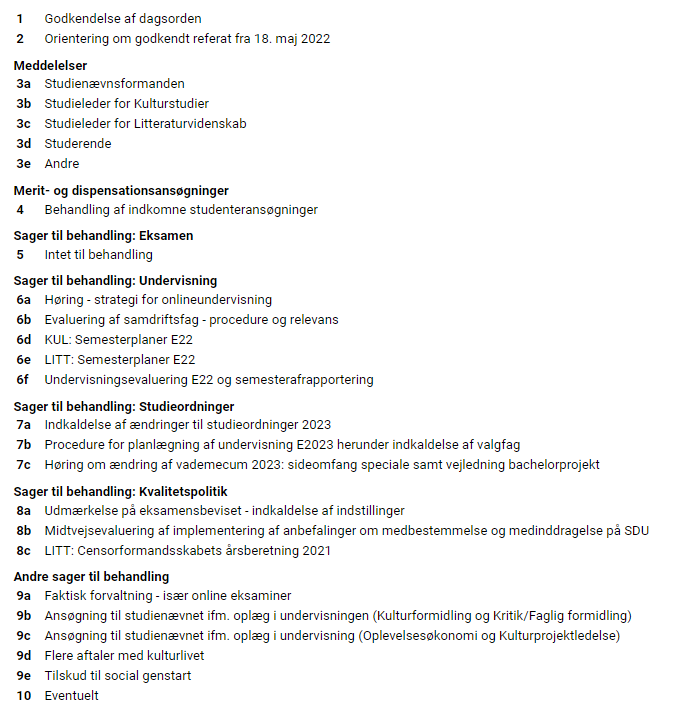 1 Godkendelse af dagsorden
2 Orientering om godkendt referat fra 18. maj 2022
Meddelelser
3a Studienævnsformanden
3b Studieleder for Kulturstudier
3c Studieleder for Litteraturvidenskab
3d Studerende
3e Andre
Merit- og dispensationsansøgninger
4 Behandling af indkomne studenteransøgninger
Sager til behandling: Eksamen
5 Intet til behandling
Sager til behandling: Undervisning
6a Høring - strategi for onlineundervisning
6b Evaluering af samdriftsfag - procedure og relevans
6d KUL: Semesterplaner E22
6e LITT: Semesterplaner E22
6f Undervisningsevaluering E22 og semesterafrapportering
Sager til behandling: Studieordninger
7a Indkaldelse af ændringer til studieordninger 2023
7b Procedure for planlægning af undervisning E2023 herunder indkaldelse af valgfag
7c Høring om ændring af vademecum 2023: sideomfang speciale samt vejledning bachelorprojekt
Sager til behandling: Kvalitetspolitik
8a Udmærkelse på eksamensbeviset - indkaldelse af indstillinger
8b Midtvejsevaluering af implementering af anbefalinger om medbestemmelse og medinddragelse på SDU
8c LITT: Censorformandsskabets årsberetning 2021
Andre sager til behandling
9a Faktisk forvaltning - især online eksaminer
9b Ansøgning til studienævnet ifm. oplæg i undervisningen (Kulturformidling og Kritik/Faglig formidling)
9c Ansøgning til studienævnet ifm. oplæg i undervisning (Oplevelsesøkonomi og Kulturprojektledelse)
9d Flere aftaler med kulturlivet
9e Tilskud til social genstart
10 Eventuelt